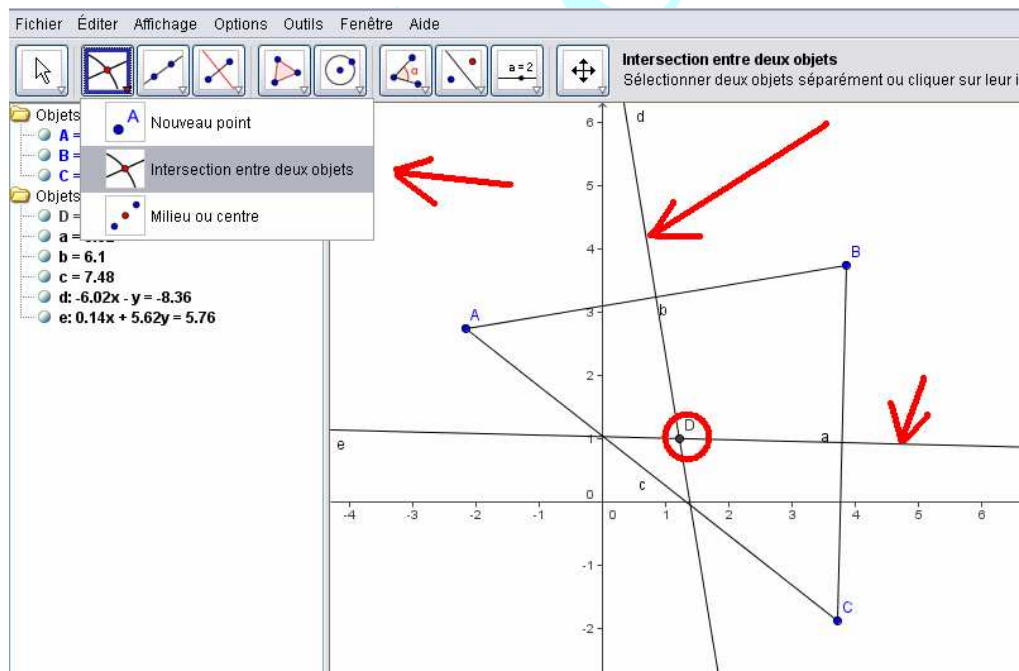 Fichier Éditer Affichage Options Outils Fenêtre Aide
a = 2
Intersection entre deux objets
Sélectionner deux objets séparément ou cliquer sur leur i
Objets
A =
B =
C =
Objets
D =
a =
b = 6.1
c = 7.48
d: -6.02x - y = -8.36
e: 0.14x + 5.62y = 5.76
A Nouveau point
Intersection entre deux objets
Milieu ou centre
α
d
6
5
4
B
3
b
A
2
D
1
a
e
c
0
-4 -3 -2 -1 0 1 2 3 4 5 6
-1
C
-2